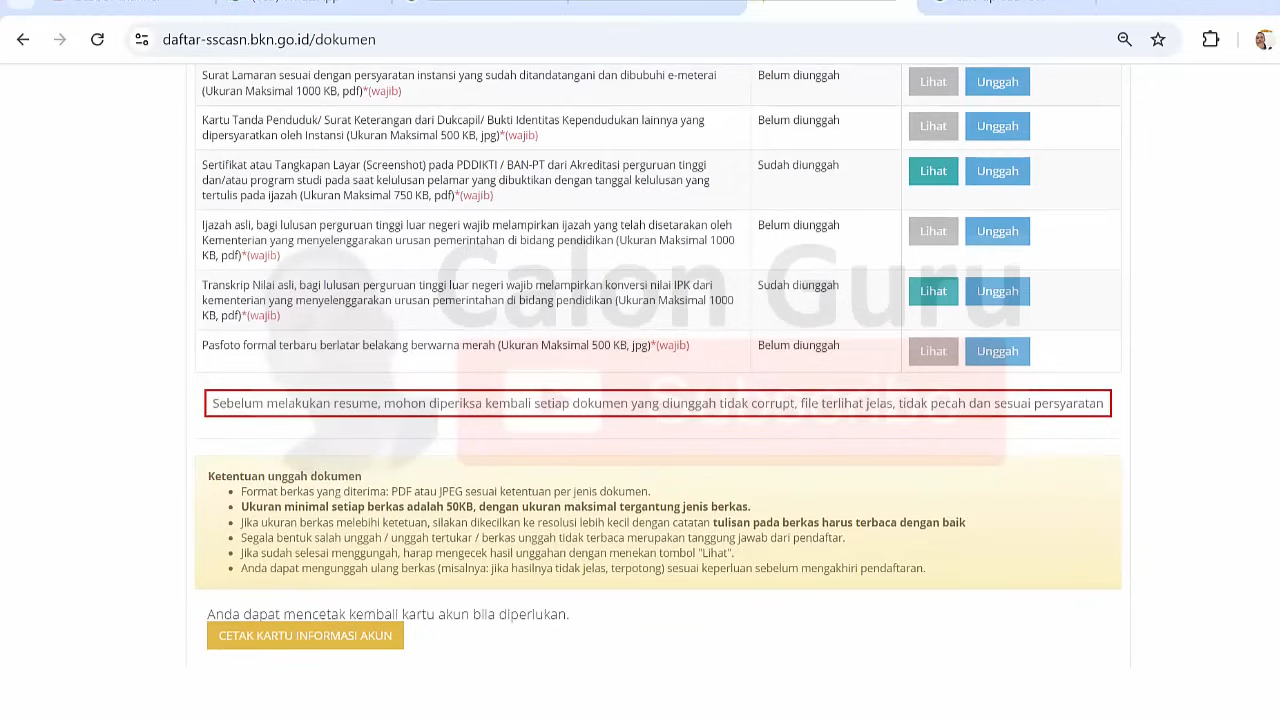 daftar-sscasn.bkn.go.id/dokumen
Surat Lamaran sesuai dengan persyaratan instansi yang sudah ditandatangani dan dibubuhi e-meterai
(Ukuran Maksimal 1000 KB, pdf)*(wajib)
Belum diunggah
Lihat
Unggah
Kartu Tanda Penduduk/ Surat Keterangan dari Dukcapil/ Bukti Identitas Kependudukan lainnya yang
dipersyaratkan oleh Instansi (Ukuran Maksimal 500 KB, jpg)*(wajib)
Belum diunggah
Lihat
Unggah
Sertifikat atau Tangkapan Layar (Screenshot) pada PDDIKTI / BAN-PT dari Akreditasi perguruan tinggi
dan/atau program studi pada saat kelulusan pelamar yang dibuktikan dengan tanggal kelulusan yang
tertulis pada ijazah (Ukuran Maksimal 750 KB, pdf)*(wajib)
Sudah diunggah
Lihat
Unggah
Ijazah asli, bagi lulusan perguruan tinggi luar negeri wajib melampirkan ijazah yang telah disetarakan oleh
Kementerian yang menyelenggarakan urusan pemerintahan di bidang pendidikan (Ukuran Maksimal 1000
KB, pdf)*(wajib)
Belum diunggah
Lihat
Unggah
Transkrip Nilai asli, bagi lulusan perguruan tinggi luar negeri wajib melampirkan konversi nilai IPK dari
kementerian yang menyelenggarakan urusan pemerintahan di bidang pendidikan (Ukuran Maksimal 1000
KB, pdf)*(wajib)
Sudah diunggah
Lihat
Unggah
Calon Guru
Pasfoto formal terbaru berlatar belakang berwarna merah (Ukuran Maksimal 500 KB, jpg)*(wajib)
Belum diunggah
Lihat
Unggah
Subscribe
Sebelum melakukan resume, mohon diperiksa kembali setiap dokumen yang diunggah tidak corrupt, file terlihat jelas, tidak pecah dan sesuai persyaratan
Ketentuan unggah dokumen
• Format berkas yang diterima: PDF atau JPEG sesuai ketentuan per jenis dokumen.
• Ukuran minimal setiap berkas adalah 50KB, dengan ukuran maksimal tergantung jenis berkas.
• Jika ukuran berkas melebihi ketetuan, silakan dikecilkan ke resolusi lebih kecil dengan catatan tulisan pada berkas harus terbaca dengan baik
• Segala bentuk salah unggah / unggah tertukar / berkas unggah tidak terbaca merupakan tanggung jawab dari pendaftar.
• Jika sudah selesai menggungah, harap mengecek hasil unggahan dengan menekan tombol "Lihat".
• Anda dapat mengunggah ulang berkas (misalnya: jika hasilnya tidak jelas, terpotong) sesuai keperluan sebelum mengakhiri pendaftaran.
Anda dapat mencetak kembali kartu akun bila diperlukan.
CETAK KARTU INFORMASI AKUN